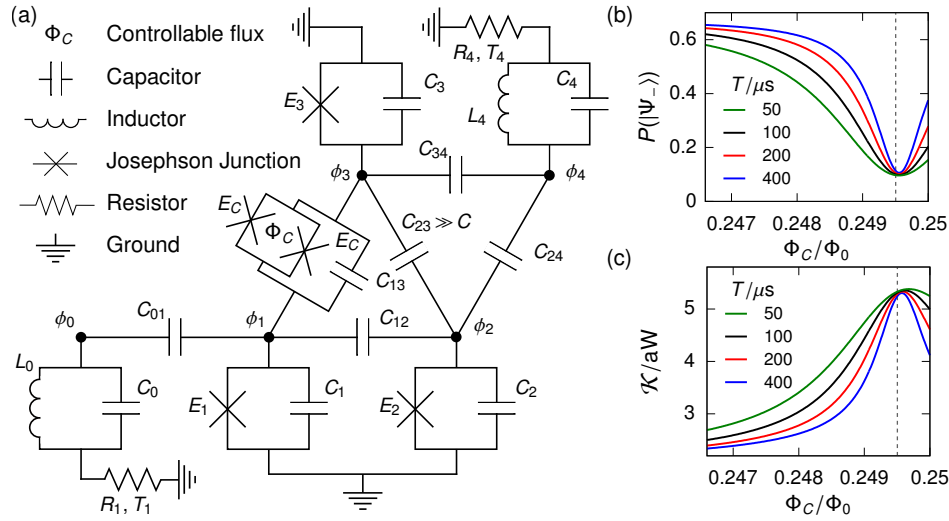 (a)
Φ_C Controllable flux
Capacitor
Inductor
Josephson Junction
Resistor
Ground
E_3
C_3
R_4, T_4
L_4
C_4
ϕ_3
C_34
ϕ_4
E_C
Φ_C
E_C
C_13
C_23 ≫ C
C_24
ϕ_0
C_01
ϕ_1
C_12
ϕ_2
L_0
C_0
E_1
C_1
E_2
C_2
R_1, T_1
(b)
P(|Ψ_−⟩)
0.6
0.4
0.2
0
T/μs
50
100
200
400
0.247 0.248 0.249 0.25
Φ_C/Φ_0
(c)
𝒦/aW
5
4
3
T/μs
50
100
200
400
0.247 0.248 0.249 0.25
Φ_C/Φ_0